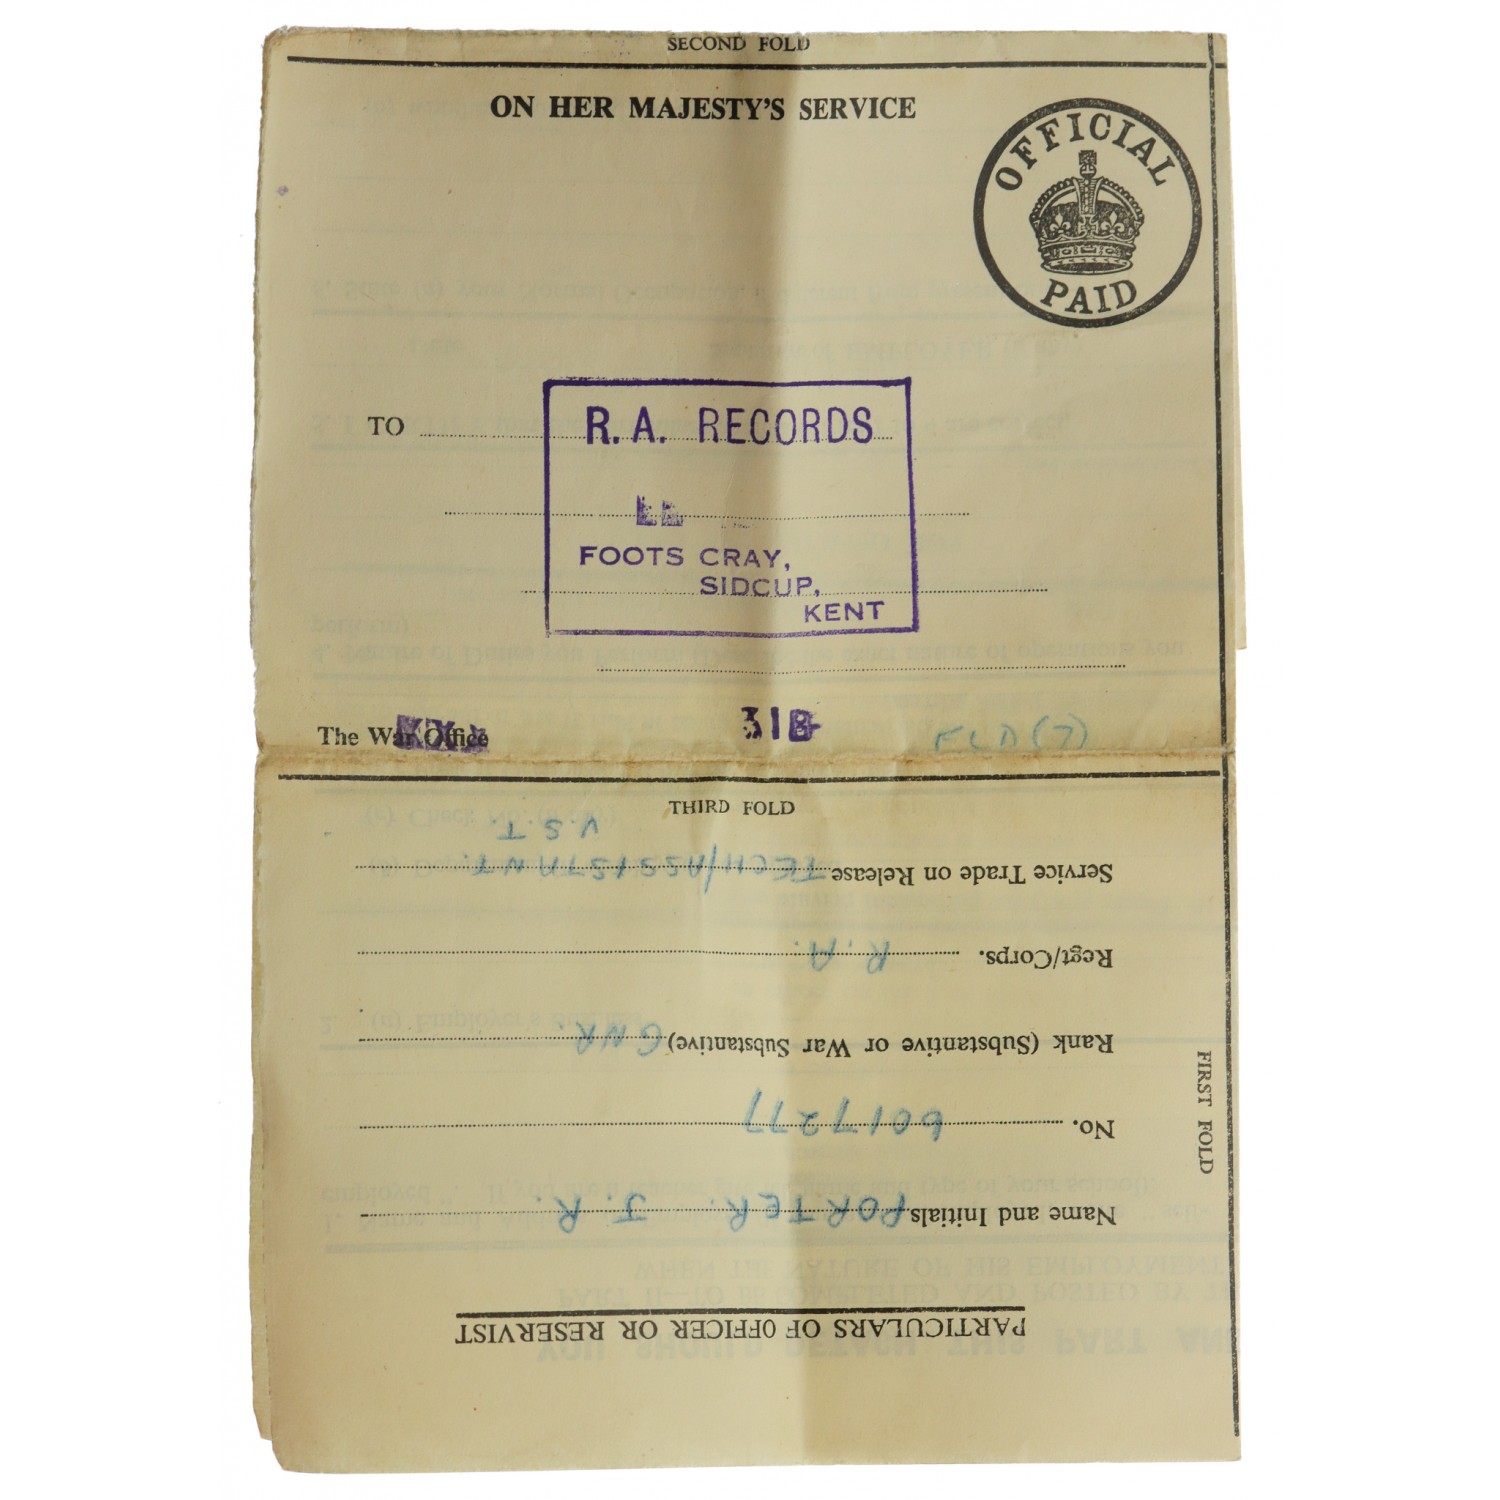 SECOND FOLD
ON HER MAJESTY'S SERVICE
OFFICIAL
PAID
TO
R. A. RECORDS
FOOTS CRAY,
SIDCUP,
KENT
The War Office
31B
FLD (7)
THIRD FOLD
FIRST FOLD
PARTICULARS OF OFFICER OR RESERVIST
Name and Initials PORTER. J. R.
No. 6017277
Rank (Substantive or War Substantive) GNR.
Regt/Corps. R.A.
Service Trade on Release TECH/ASSISTANT.